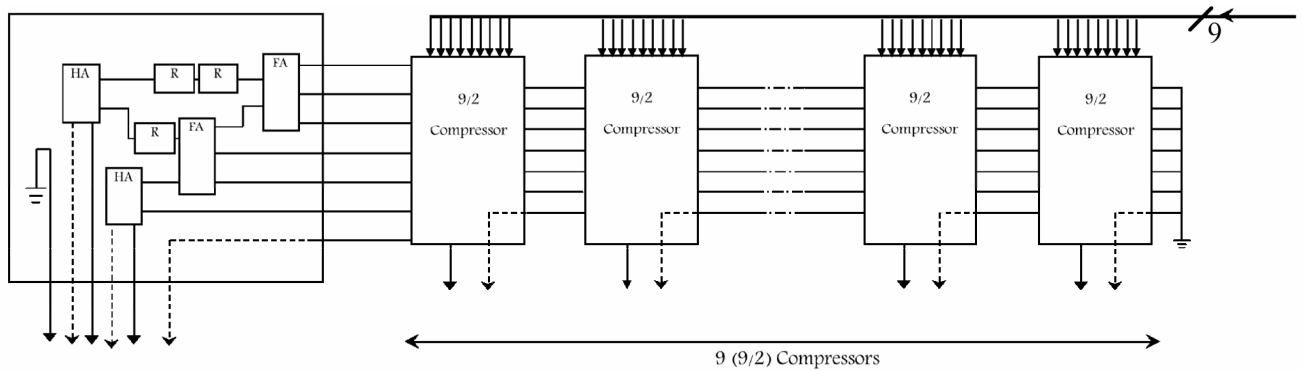 9
FA
HA
R
R
R
FA
HA
9/2
Compressor
9/2
Compressor
9/2
Compressor
9/2
Compressor
9 (9/2) Compressors